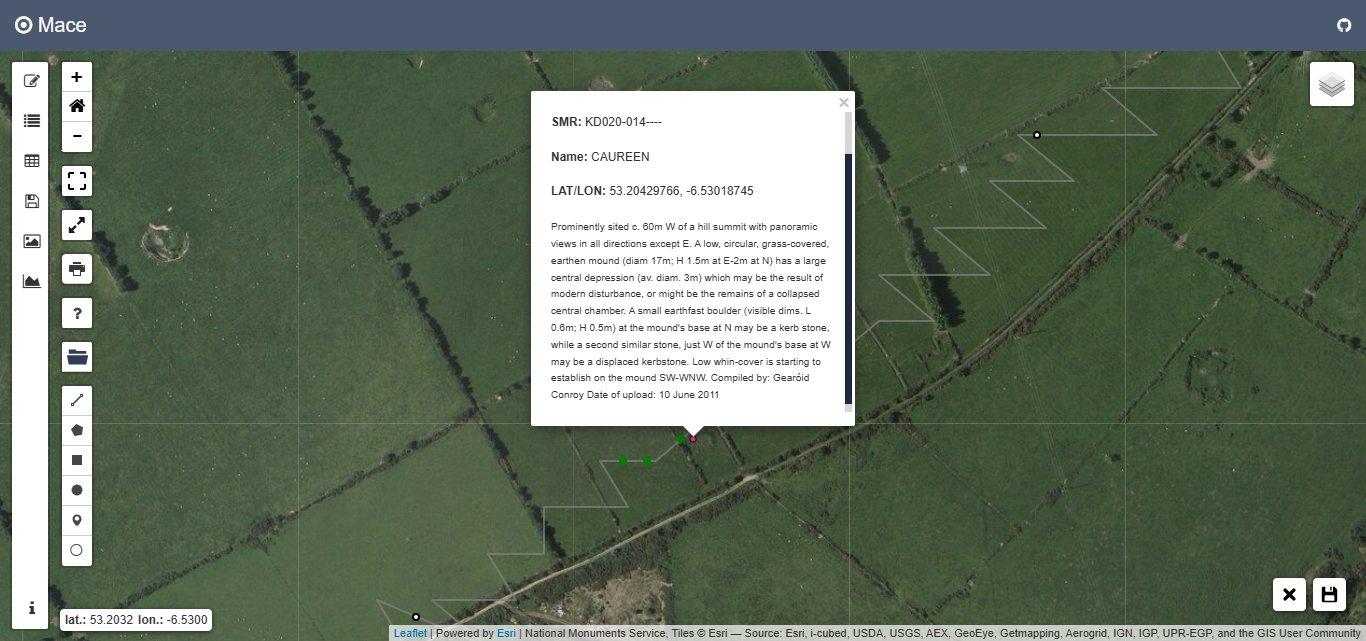 Mace
SMR: KD020-014----
Name: CAUREEN
LAT/LON: 53.20429766, -6.53018745
Prominently sited c. 60m W of a hill summit with panoramic
views in all directions except E. A low, circular, grass-covered,
earthen mound (diam 17m; H 1.5m at E-2m at N) has a large
central depression (av. diam. 3m) which may be the result of
modern disturbance, or might be the remains of a collapsed
central chamber. A small earthfast boulder (visible dims. L
0.6m; H 0.5m) at the mound's base at N may be a kerb stone,
while a second similar stone, just W of the mound's base at W
may be a displaced kerbstone. Low whin-cover is starting to
establish on the mound SW-WNW. Compiled by: Gearóid
Conroy Date of upload: 10 June 2011
+
−
?
i
lat.: 53.2032 lon.: -6.5300
Leaflet | Powered by Esri | National Monuments Service, Tiles © Esri — Source: Esri, i-cubed, USDA, USGS, AEX, GeoEye, Getmapping, Aerogrid, IGN, IGP, UPR-EGP, and the GIS User Community